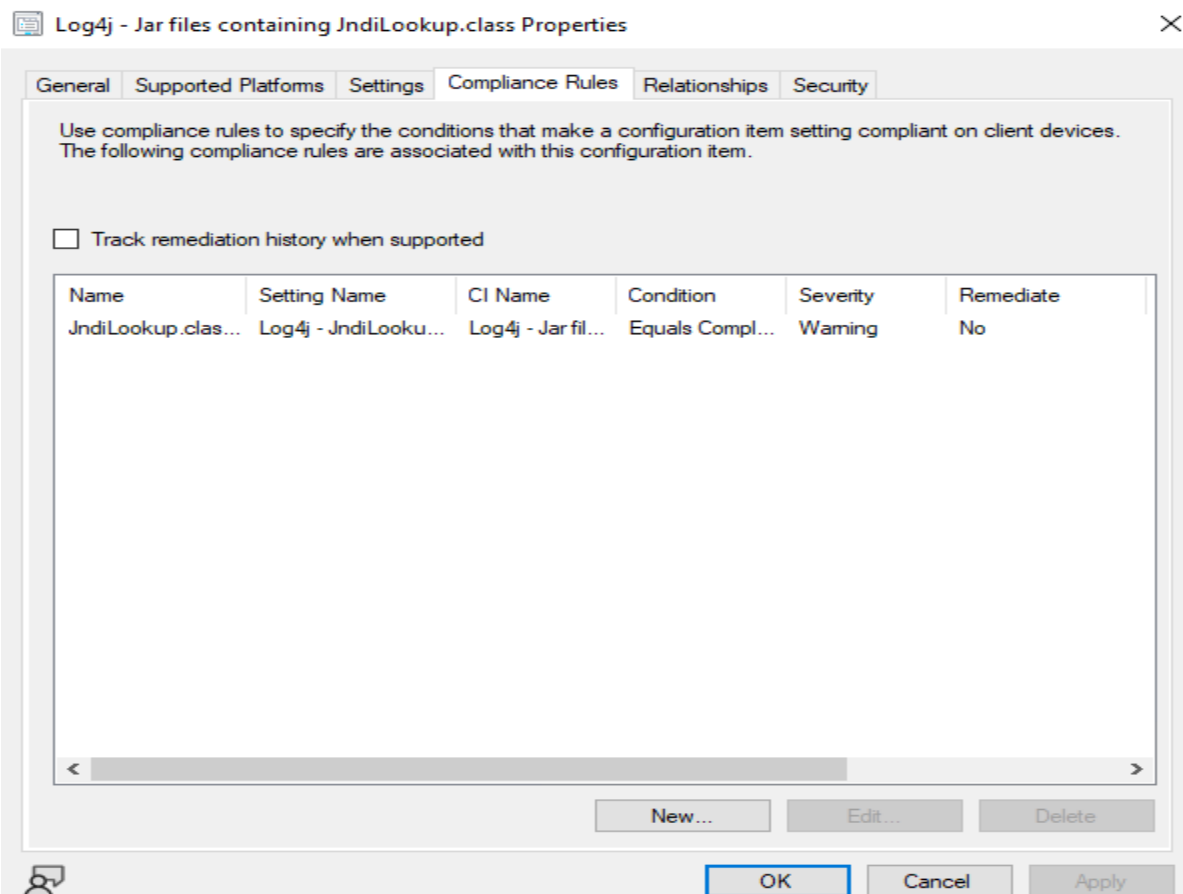 Log4j - Jar files containing JndiLookup.class Properties
General Supported Platforms Settings Compliance Rules Relationships Security
Use compliance rules to specify the conditions that make a configuration item setting compliant on client devices.
The following compliance rules are associated with this configuration item.
Track remediation history when supported
Name Setting Name CI Name Condition Severity Remediate
JndiLookup.clas... Log4j - JndiLooku... Log4j - Jar fil... Equals Compl... Warning No
New... Edit... Delete
OK Cancel Apply